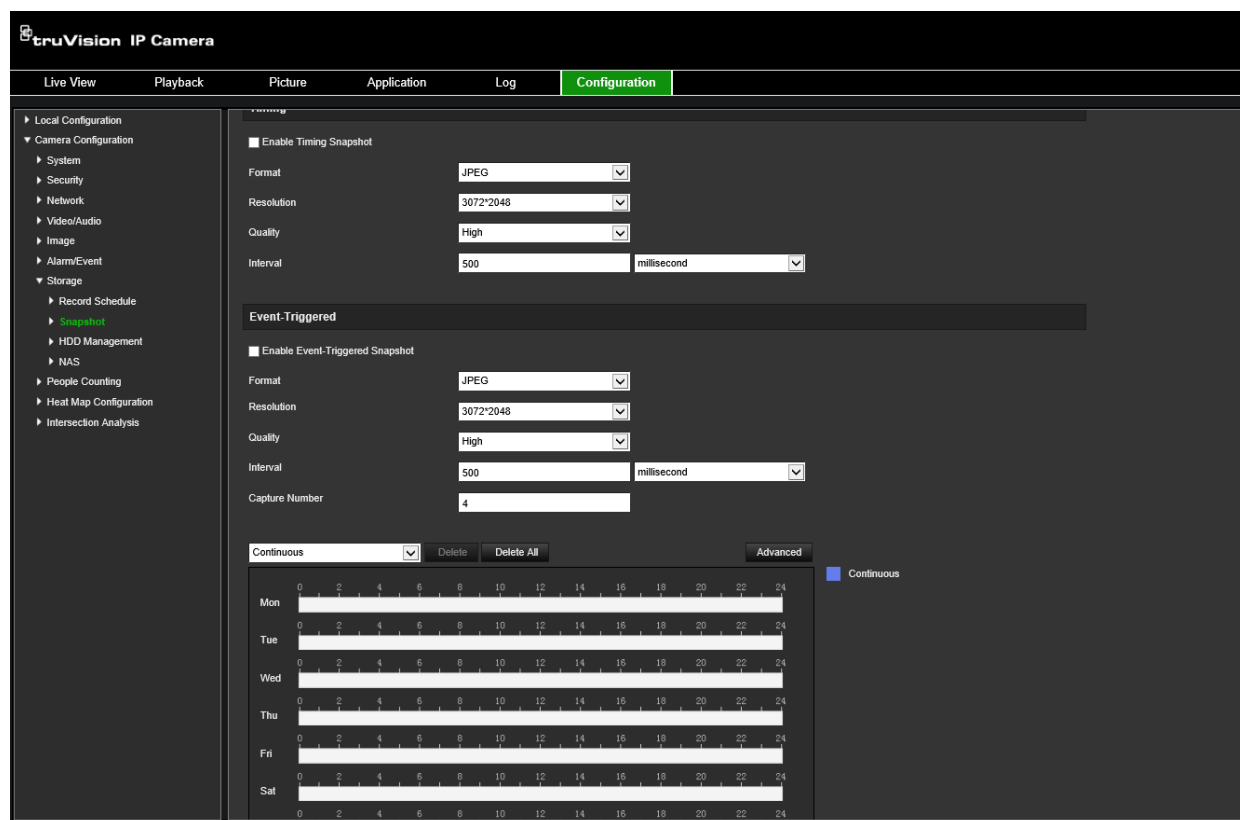 truVision IP Camera
Live View Playback Picture Application Log Configuration
Local Configuration
Camera Configuration
System
Security
Network
Video/Audio
Image
Alarm/Event
Storage
Record Schedule
Snapshot
HDD Management
NAS
People Counting
Heat Map Configuration
Intersection Analysis
Timing
Enable Timing Snapshot
Format JPEG
Resolution 3072*2048
Quality High
Interval 500 millisecond
Event-Triggered
Enable Event-Triggered Snapshot
Format JPEG
Resolution 3072*2048
Quality High
Interval 500 millisecond
Capture Number 4
Continuous Delete Delete All Advanced
Continuous
0 2 4 6 8 10 12 14 16 18 20 22 24
Mon
0 2 4 6 8 10 12 14 16 18 20 22 24
Tue
0 2 4 6 8 10 12 14 16 18 20 22 24
Wed
0 2 4 6 8 10 12 14 16 18 20 22 24
Thu
0 2 4 6 8 10 12 14 16 18 20 22 24
Fri
0 2 4 6 8 10 12 14 16 18 20 22 24
Sat
0 2 4 6 8 10 12 14 16 18 20 22 24